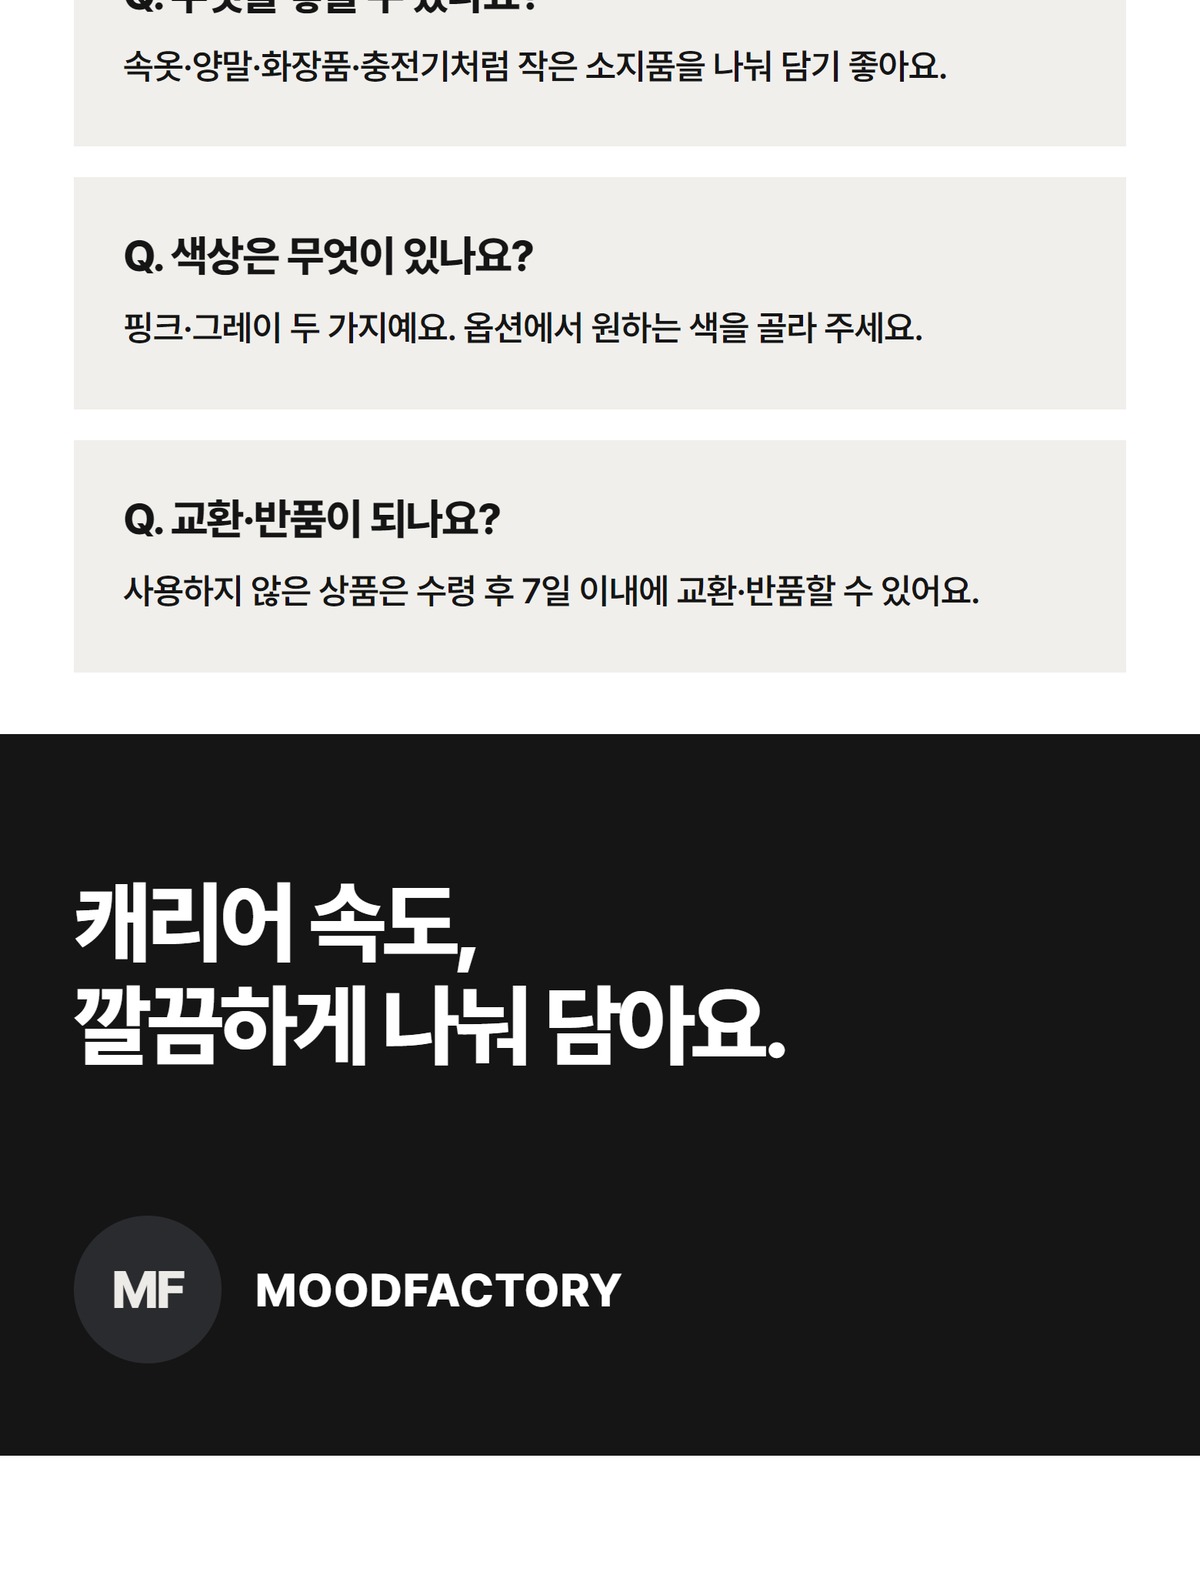 속옷·양말·화장품·충전기처럼 작은 소지품을 나눠 담기 좋아요.
Q. 색상은 무엇이 있나요?
핑크·그레이 두 가지예요. 옵션에서 원하는 색을 골라 주세요.
Q. 교환·반품이 되나요?
사용하지 않은 상품은 수령 후 7일 이내에 교환·반품할 수 있어요.
캐리어 속도,
깔끔하게 나눠 담아요.
MF
MOODFACTORY